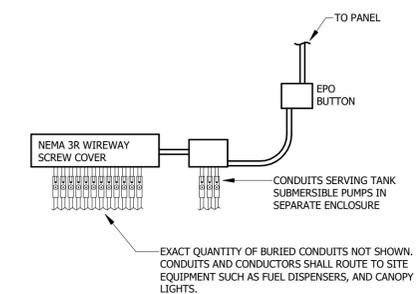 TO PANEL
EPO
BUTTON
NEMA 3R WIREWAY
SCREW COVER
CONDUITS SERVING TANK
SUBMERSIBLE PUMPS IN
SEPARATE ENCLOSURE
EXACT QUANTITY OF BURIED CONDUITS NOT SHOWN.
CONDUITS AND CONDUCTORS SHALL ROUTE TO SITE
EQUIPMENT SUCH AS FUEL DISPENSERS, AND CANOPY
LIGHTS.